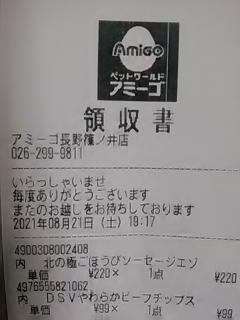 Amigo
ペットワールド
アミーゴ
領収書
アミーゴ長野篠ノ井店
026-299-9811
いらっしゃいませ
毎度ありがとうございます
またのお越しをお待ちしております
2021年08月21日(土) 19:17
4900308002408
内 北の極ごほうびソーセージエゾ
単価 ¥220× 1点 ¥220
4976555821062
内 DSVやわらかビーフチップス
単価 ¥99× 1点 ¥99